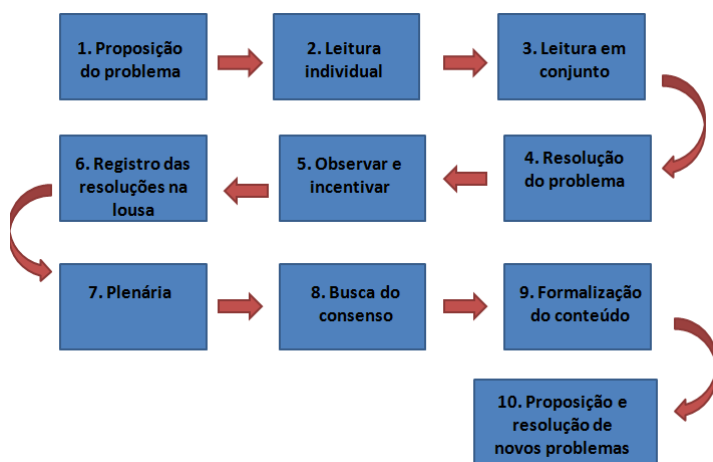 1. Proposição
do problema
2. Leitura
individual
3. Leitura em
conjunto
4. Resolução
do problema
5. Observar e
incentivar
6. Registro das
resoluções na
lousa
7. Plenária
8. Busca do
consenso
9. Formalização
do conteúdo
10. Proposição e
resolução de
novos problemas